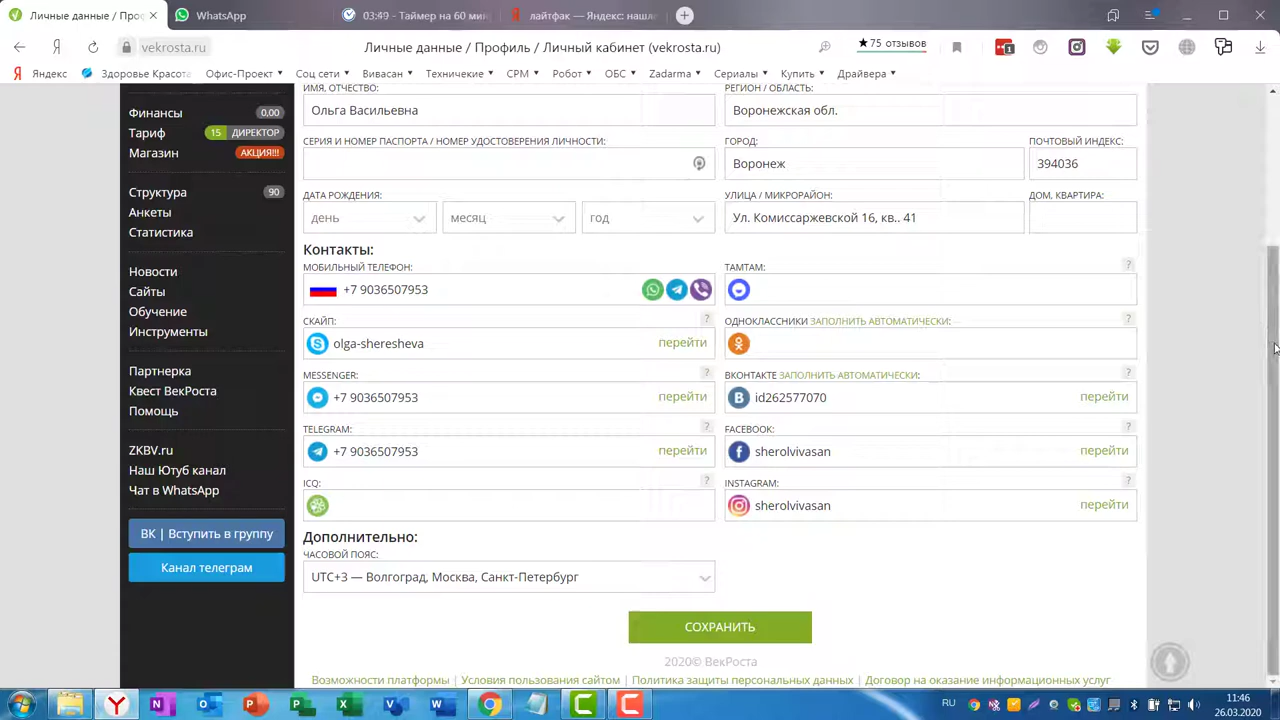 Личные данные / Проф
WhatsApp
03:49 - Таймер на 60 мин
лайтфак — Яндекс: нашло
vekrosta.ru
Личные данные / Профиль / Личный кабинет (vekrosta.ru)
★75 отзывов
Яндекс
Здоровье Красота
Офис-Проект
Соц сети
Вивасан
Техничекие
СРМ
Робот
ОБС
Zadarma
Сериалы
Купить
Драйвера
Финансы 0,00
Тариф 15 ДИРЕКТОР
Магазин АКЦИЯ!!!
Структура 90
Анкеты
Статистика
Новости
Сайты
Обучение
Инструменты
Партнерка
Квест ВекРоста
Помощь
ZKBV.ru
Наш Ютуб канал
Чат в WhatsApp
ВК | Вступить в группу
Канал телеграм
ИМЯ, ОТЧЕСТВО:
Ольга Васильевна
РЕГИОН / ОБЛАСТЬ:
Воронежская обл.
СЕРИЯ И НОМЕР ПАСПОРТА / НОМЕР УДОСТОВЕРЕНИЯ ЛИЧНОСТИ:
ГОРОД:
Воронеж
ПОЧТОВЫЙ ИНДЕКС:
394036
ДАТА РОЖДЕНИЯ:
день
месяц
год
УЛИЦА / МИКРОРАЙОН:
Ул. Комиссаржевской 16, кв.. 41
ДОМ, КВАРТИРА:
Контакты:
МОБИЛЬНЫЙ ТЕЛЕФОН:
+7 9036507953
ТАМТАМ:
?
СКАЙП:
?
olga-sheresheva
перейти
ОДНОКЛАССНИКИ ЗАПОЛНИТЬ АВТОМАТИЧЕСКИ:
?
MESSENGER:
?
+7 9036507953
перейти
ВКОНТАКТЕ ЗАПОЛНИТЬ АВТОМАТИЧЕСКИ:
?
id262577070
перейти
TELEGRAM:
?
+7 9036507953
перейти
FACEBOOK:
?
sherolvivasan
перейти
ICQ:
?
INSTAGRAM:
?
sherolvivasan
перейти
Дополнительно:
ЧАСОВОЙ ПОЯС:
UTC+3 — Волгоград, Москва, Санкт-Петербург
СОХРАНИТЬ
2020© ВекРоста
Возможности платформы | Условия пользования сайтом | Политика защиты персональных данных | Договор на оказание информационных услуг
RU
11:46
26.03.2020